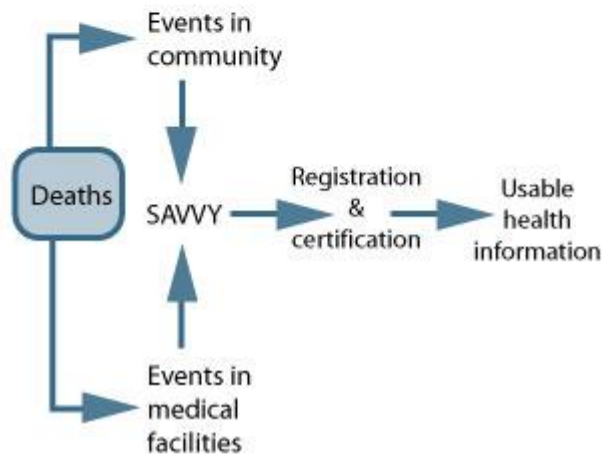 Events in
community
Deaths
SAVVY
Registration
&
certification
Usable
health
information
Events in
medical
facilities